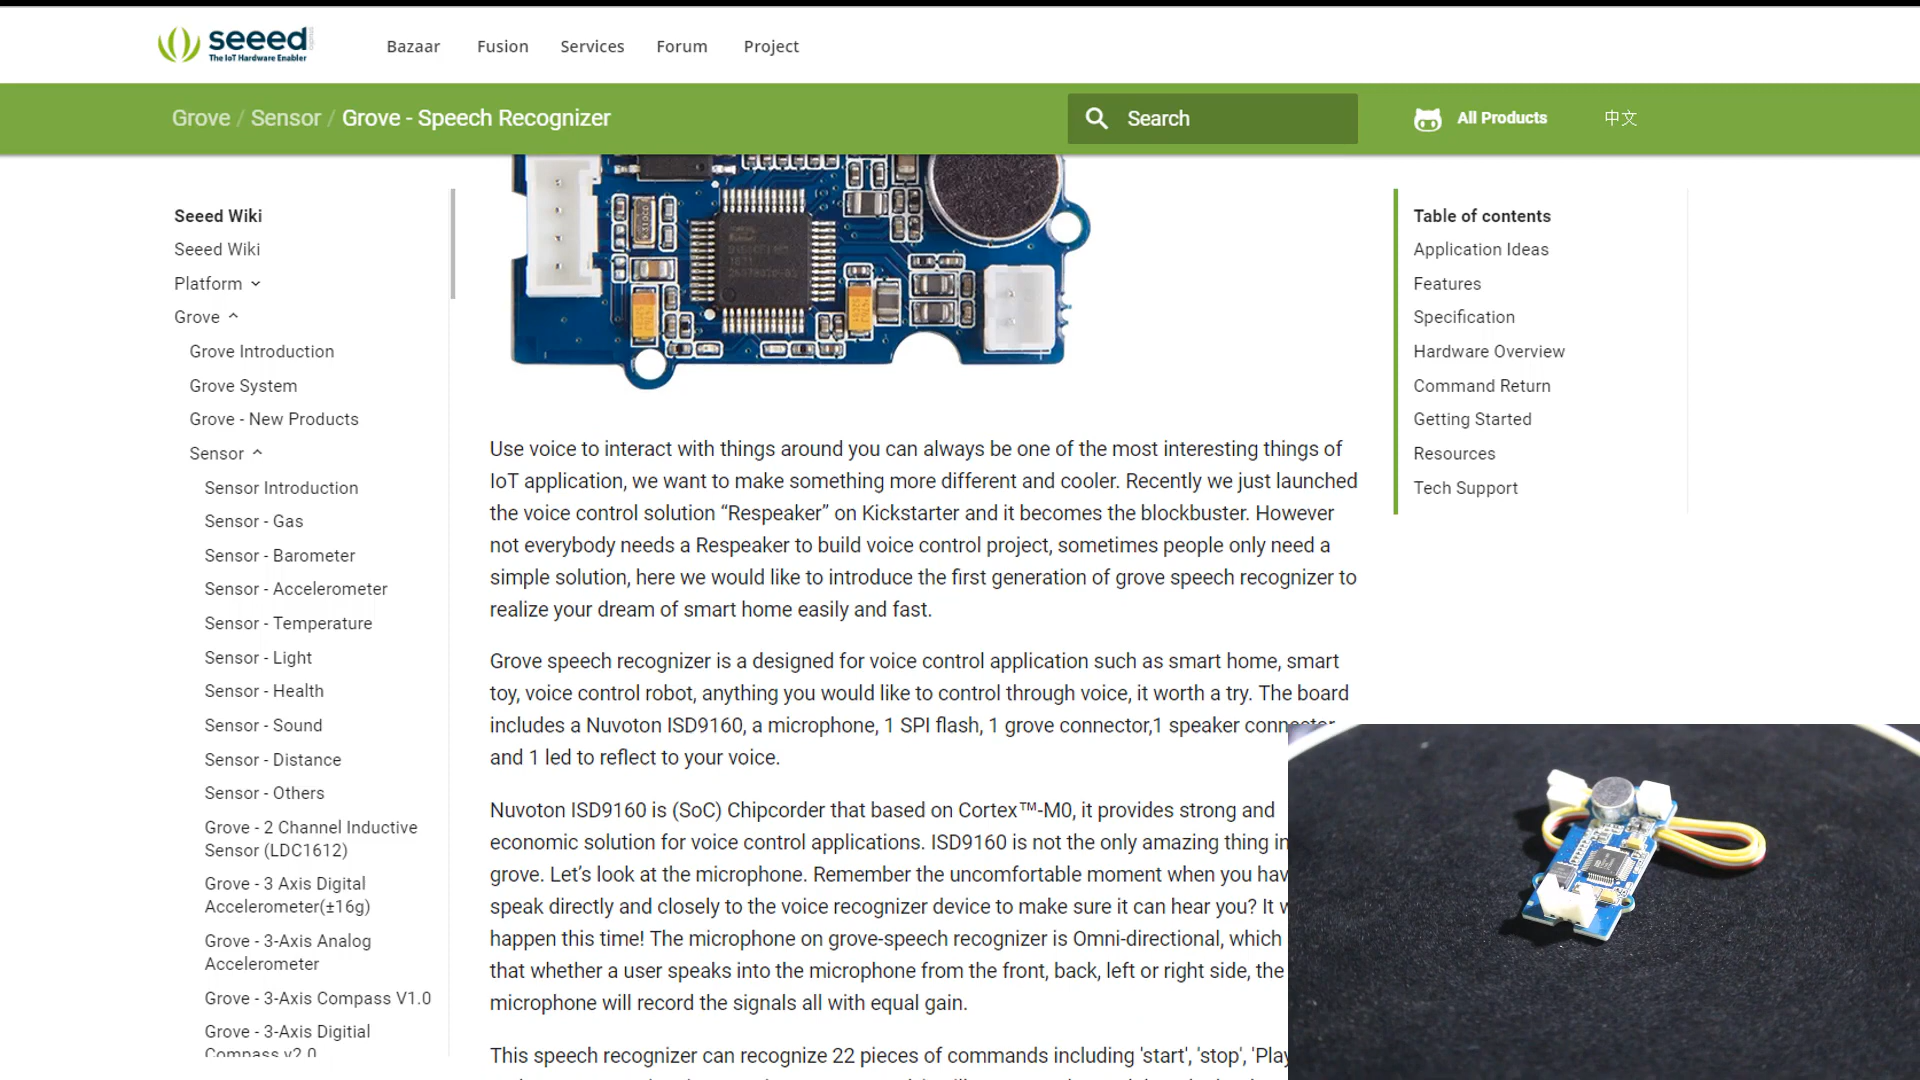 seeed
The IoT Hardware Enabler
Bazaar
Fusion
Services
Forum
Project
Grove / Sensor / Grove - Speech Recognizer
Search
All Products
中文
Seeed Wiki
Seeed Wiki
Platform
Grove
Grove Introduction
Grove System
Grove - New Products
Sensor
Sensor Introduction
Sensor - Gas
Sensor - Barometer
Sensor - Accelerometer
Sensor - Temperature
Sensor - Light
Sensor - Health
Sensor - Sound
Sensor - Distance
Sensor - Others
Grove - 2 Channel Inductive
Sensor (LDC1612)
Grove - 3 Axis Digital
Accelerometer(±16g)
Grove - 3-Axis Analog
Accelerometer
Grove - 3-Axis Compass V1.0
Grove - 3-Axis Digitial
Compass v2.0
Use voice to interact with things around you can always be one of the most interesting things of
IoT application, we want to make something more different and cooler. Recently we just launched
the voice control solution “Respeaker” on Kickstarter and it becomes the blockbuster. However
not everybody needs a Respeaker to build voice control project, sometimes people only need a
simple solution, here we would like to introduce the first generation of grove speech recognizer to
realize your dream of smart home easily and fast.
Grove speech recognizer is a designed for voice control application such as smart home, smart
toy, voice control robot, anything you would like to control through voice, it worth a try. The board
includes a Nuvoton ISD9160, a microphone, 1 SPI flash, 1 grove connector,1 speaker connector
and 1 led to reflect to your voice.
Nuvoton ISD9160 is (SoC) Chipcorder that based on Cortex™-M0, it provides strong and
economic solution for voice control applications. ISD9160 is not the only amazing thing in
grove. Let’s look at the microphone. Remember the uncomfortable moment when you hav
speak directly and closely to the voice recognizer device to make sure it can hear you? It w
happen this time! The microphone on grove-speech recognizer is Omni-directional, which
that whether a user speaks into the microphone from the front, back, left or right side, the
microphone will record the signals all with equal gain.
This speech recognizer can recognize 22 pieces of commands including 'start', 'stop', 'Play
Table of contents
Application Ideas
Features
Specification
Hardware Overview
Command Return
Getting Started
Resources
Tech Support